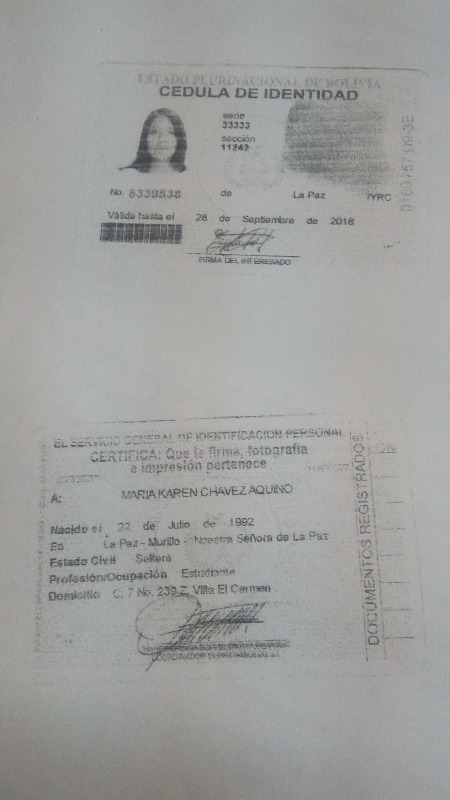 ESTADO PLURINACIONAL DE BOLIVIA
CEDULA DE IDENTIDAD
serie
33333
sección
11242
No. 8339538 de La Paz /YRC
Válida hasta el 28 de Septiembre de 2018
FIRMA DEL INTERESADO
EL SERVICIO GENERAL DE IDENTIFICACION PERSONAL
CERTIFICA: Que la firma, fotografía
e impresión pertenece
A: MARIA KAREN CHAVEZ AQUINO
Nacido el 22 de Julio de 1992
En La Paz - Murillo - Nuestra Señora de La Paz
Estado Civil Soltera
Profesión/Ocupación Estudiante
Domicilio C. 7 No. 239 Z. Villa El Carmen
DOCUMENTOS REGISTRADOS